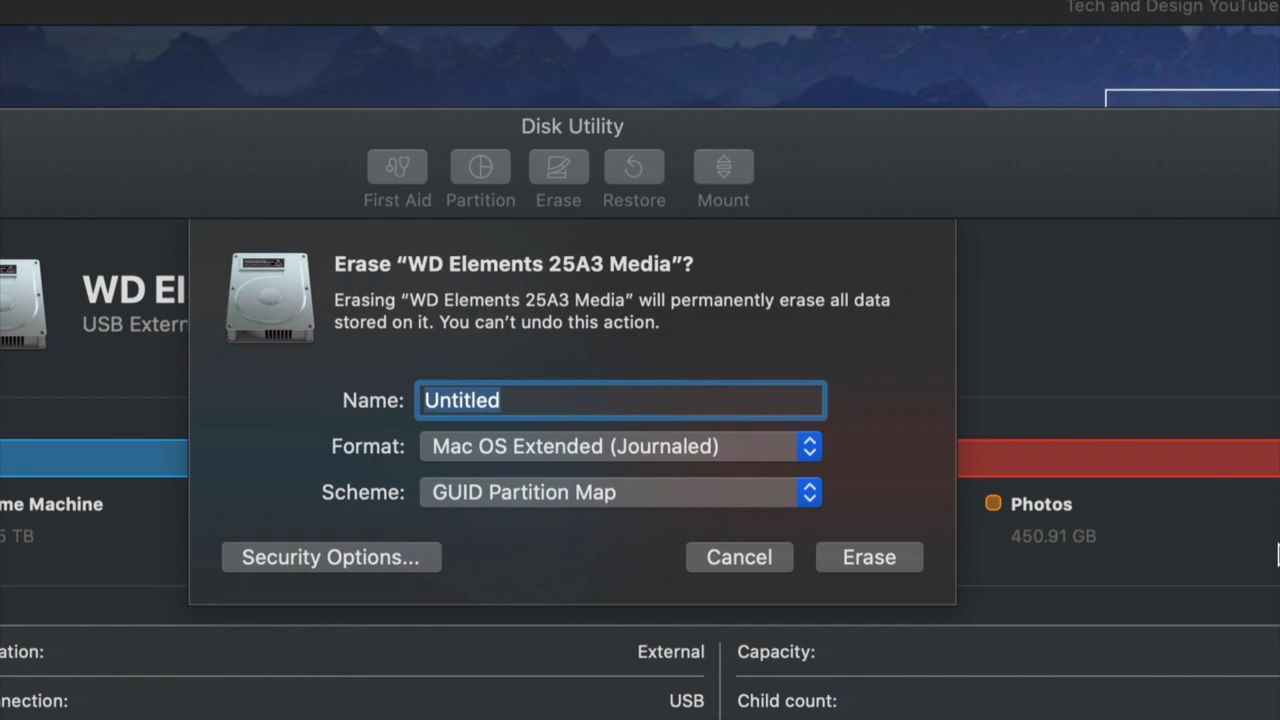 Tech and Design YouTube
Disk Utility
First Aid Partition Erase Restore Mount
Erase “WD Elements 25A3 Media”?
Erasing “WD Elements 25A3 Media” will permanently erase all data
stored on it. You can’t undo this action.
WD El
USB Extern
Name: Untitled
Format: Mac OS Extended (Journaled)
Scheme: GUID Partition Map
me Machine
5 TB
Photos
450.91 GB
Security Options... Cancel Erase
ation: External Capacity:
nection: USB Child count: